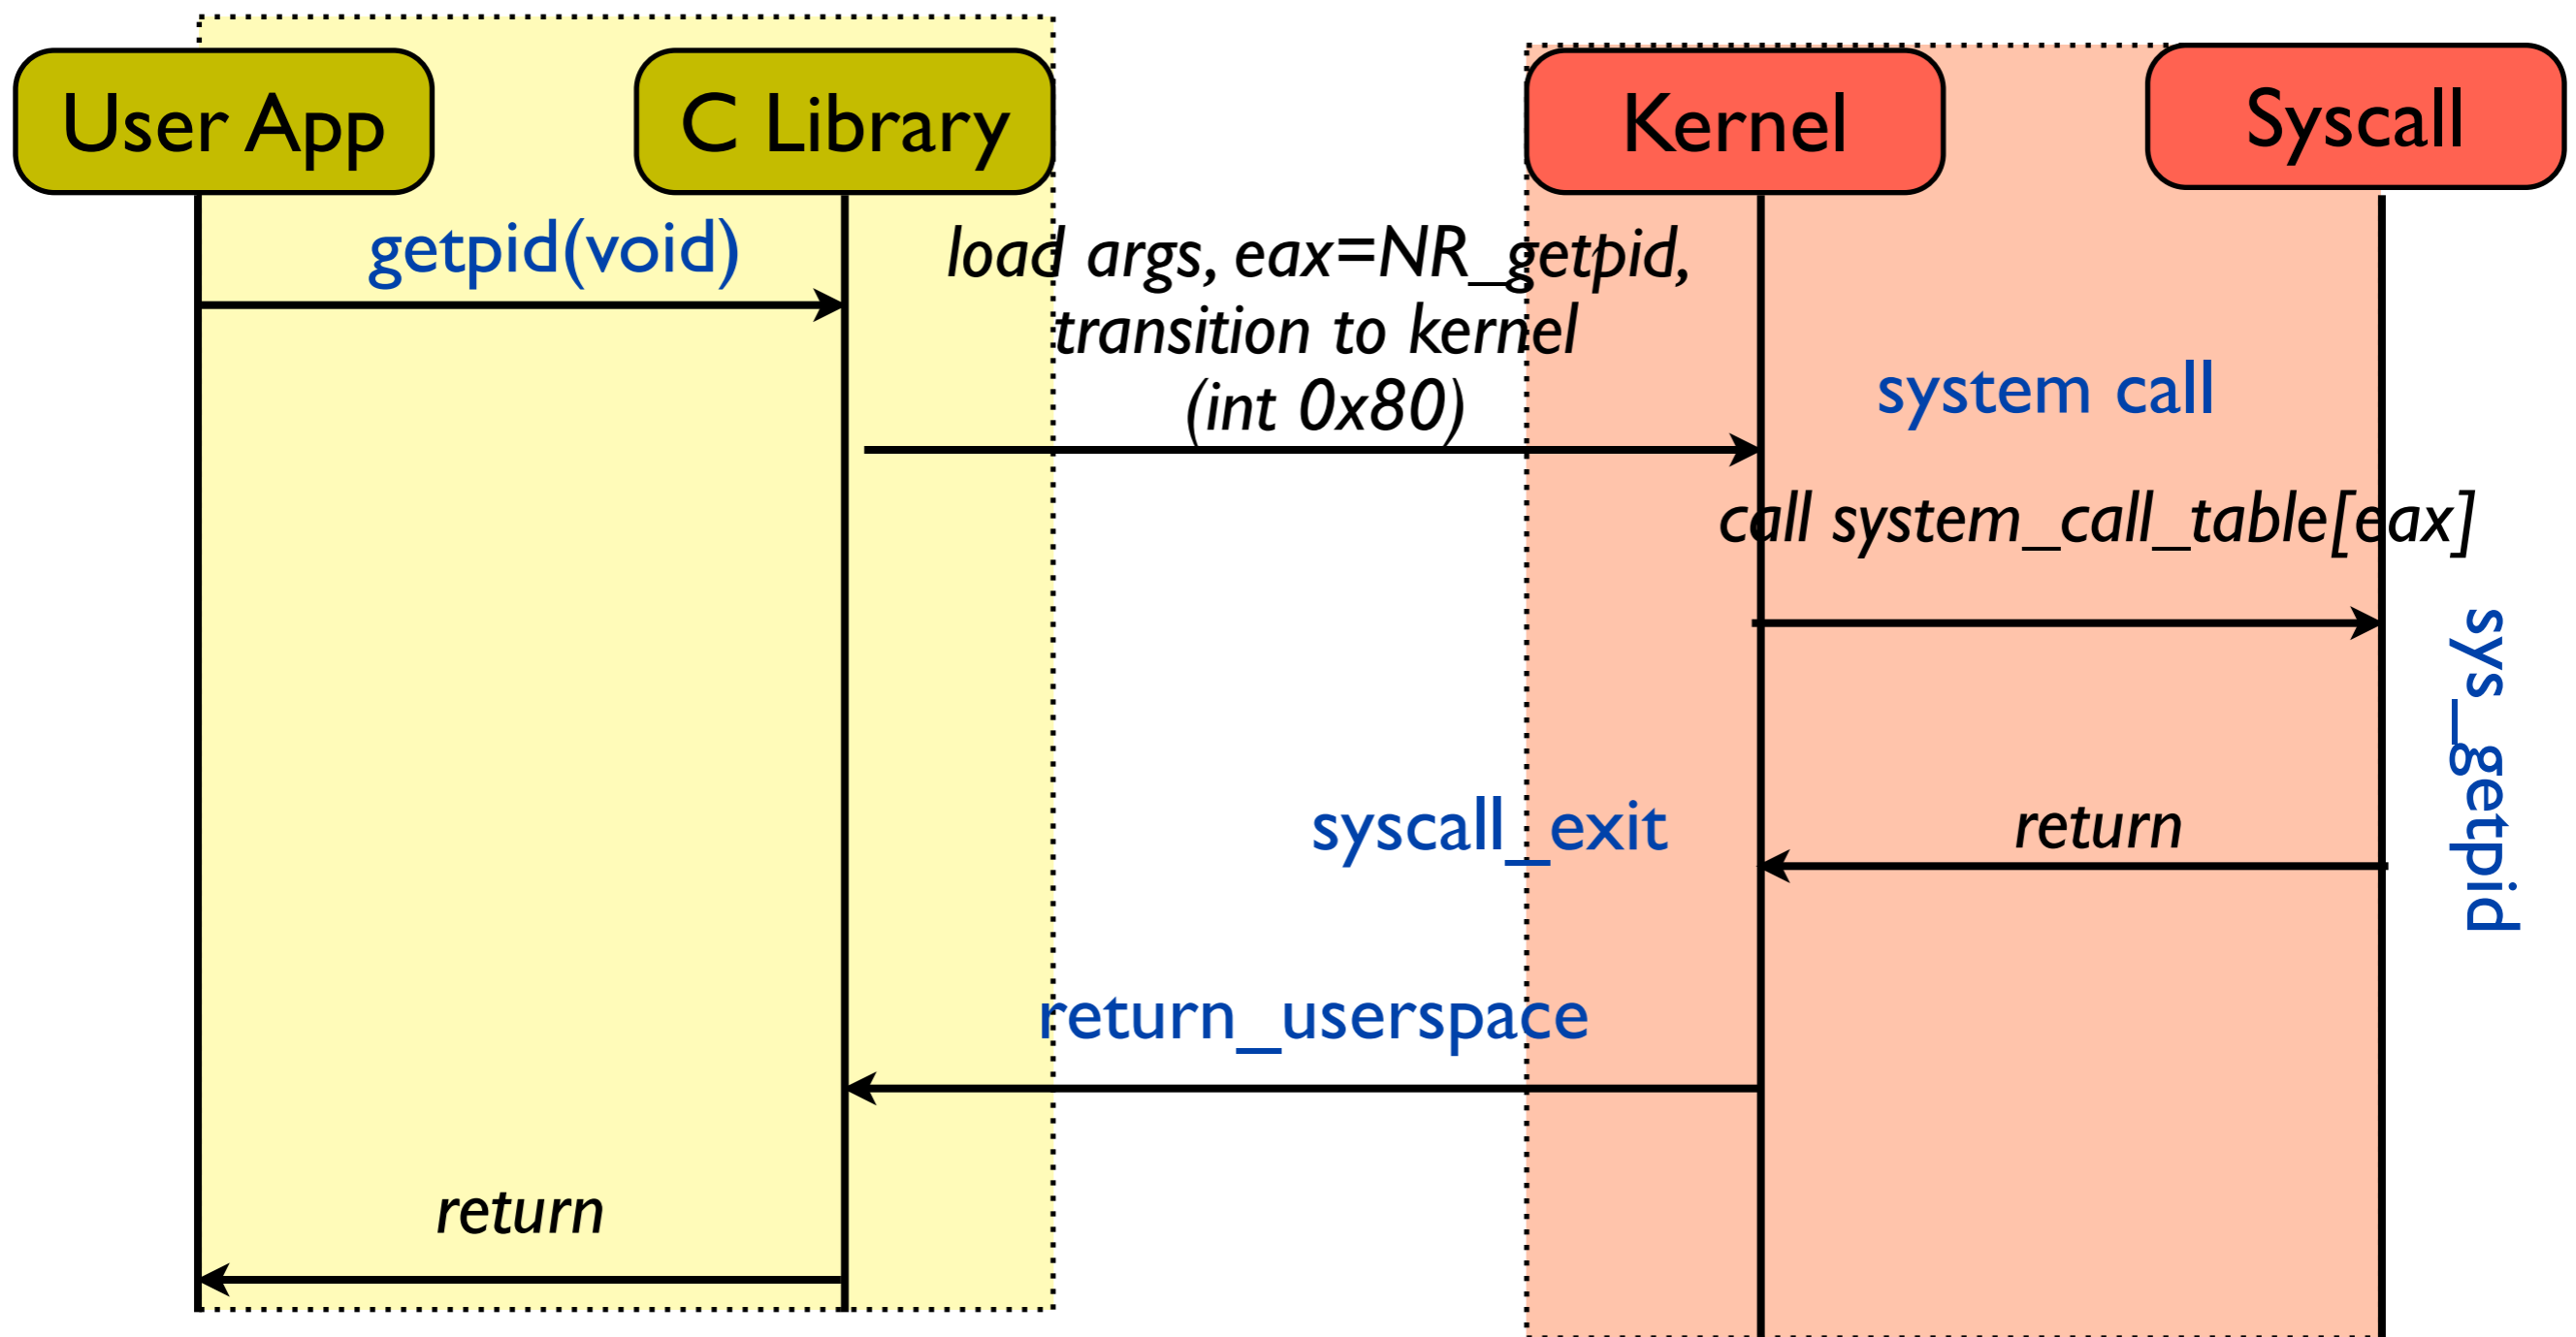 User App
C Library
Kernel
Syscall
getpid(void)
load args, eax=NR_getpid,
transition to kernel
(int 0x80)
system call
call system_call_table[eax]
sys_getpid
syscall_exit
return
return_userspace
return